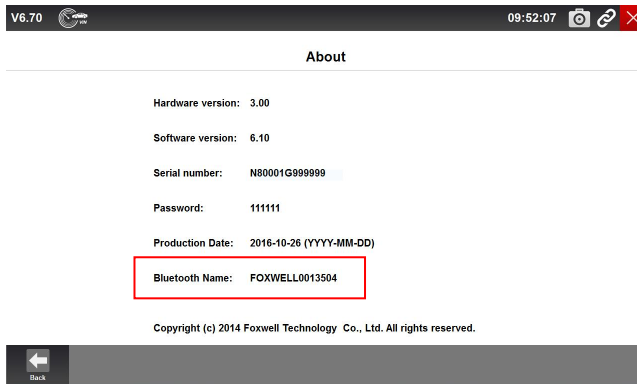 V6.70 VIN 09:52:07
About
Hardware version: 3.00
Software version: 6.10
Serial number: N80001G999999
Password: 111111
Production Date: 2016-10-26 (YYYY-MM-DD)
Bluetooth Name: FOXWELL0013504
Copyright (c) 2014 Foxwell Technology Co., Ltd. All rights reserved.
Back